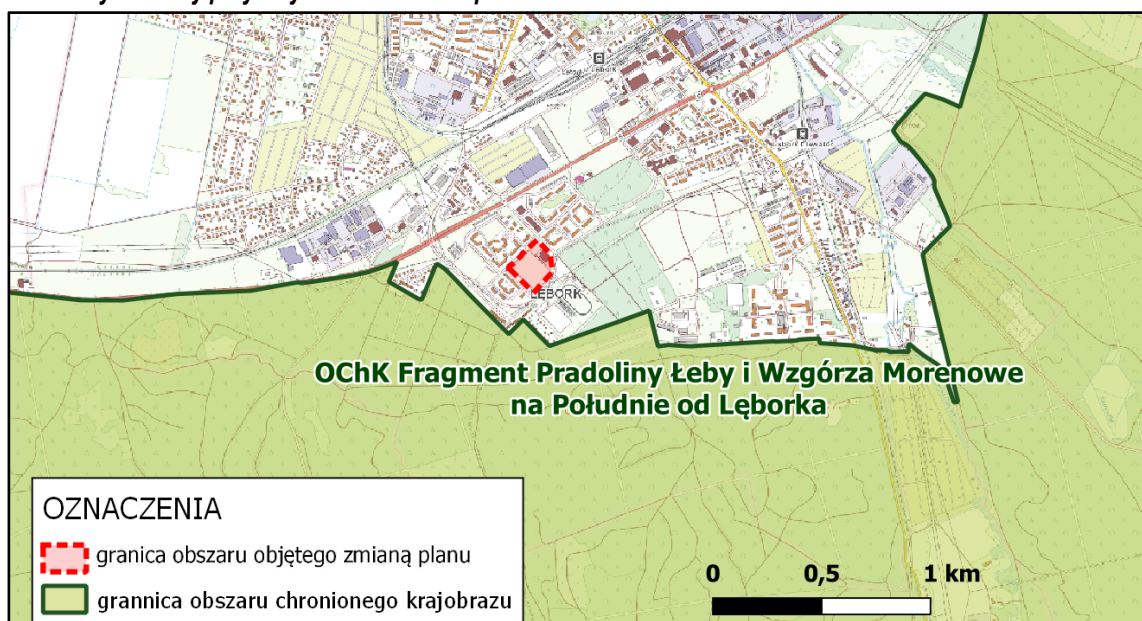 Lębork
LĘBORK
OChK Fragment Pradoliny Łeby i Wzgórza Morenowe
na Południe od Lęborka
OZNACZENIA
granica obszaru objętego zmianą planu
grannica obszaru chronionego krajobrazu
0 0,5 1 km